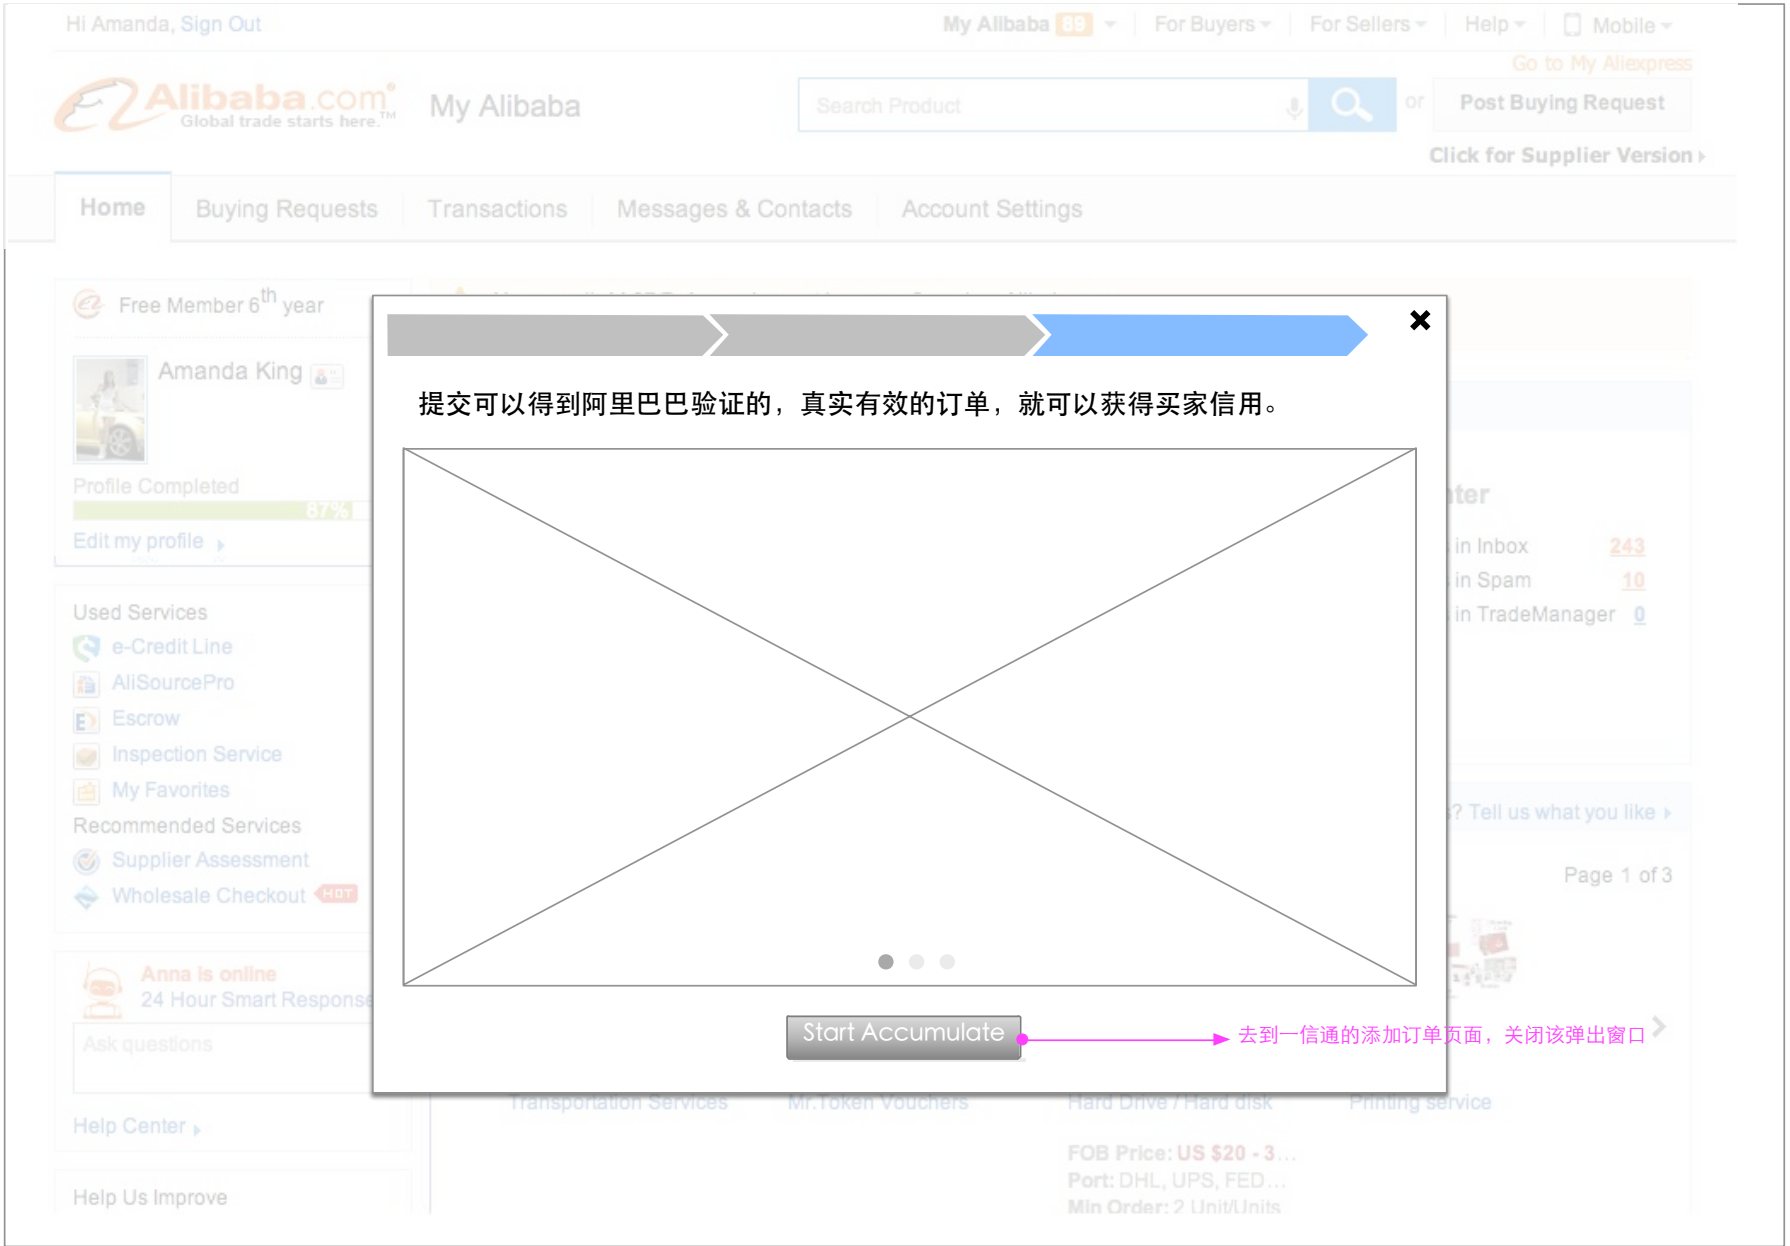 Hi Amanda, Sign Out
My Alibaba 89
For Buyers
For Sellers
Help
Mobile
Go to My Aliexpress
Alibaba.com
Global trade starts here.™
My Alibaba
Search Product
or
Post Buying Request
Click for Supplier Version
Home
Buying Requests
Transactions
Messages & Contacts
Account Settings
Free Member 6th year
Amanda King
Profile Completed
87%
Edit my profile
Used Services
e-Credit Line
AliSourcePro
Escrow
Inspection Service
My Favorites
Recommended Services
Supplier Assessment
Wholesale Checkout HOT
Anna is online
24 Hour Smart Response
Ask questions
Help Center
Help Us Improve
提交可以得到阿里巴巴验证的，真实有效的订单，就可以获得买家信用。
Start Accumulate
去到一信通的添加订单页面，关闭该弹出窗口
in Inbox 243
in Spam 10
in TradeManager 0
? Tell us what you like
Page 1 of 3
Transportation Services
Mr.Token Vouchers
Hard Drive / Hard disk
Printing service
FOB Price: US $20 - 3...
Port: DHL, UPS, FED...
Min Order: 2 Unit/Units